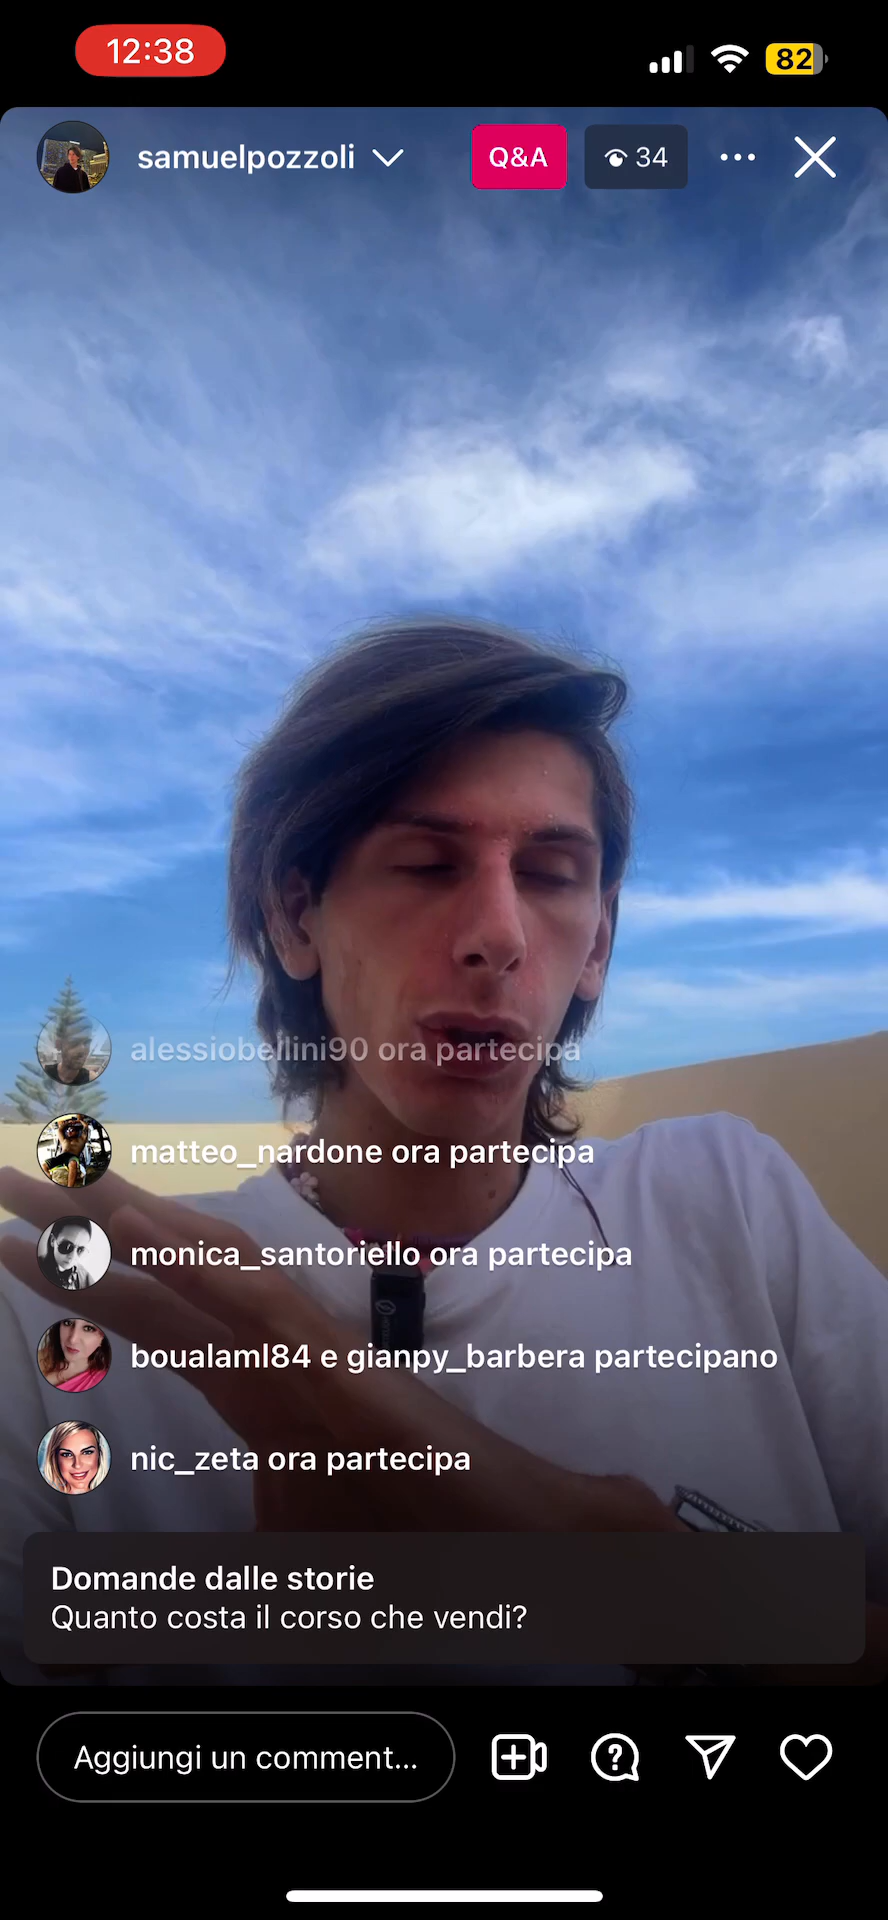 12:38
82
samuelpozzoli
Q&A
34
alessiobellini90 ora partecipa
matteo_nardone ora partecipa
monica_santoriello ora partecipa
boualaml84 e gianpy_barbera partecipano
nic_zeta ora partecipa
Domande dalle storie
Quanto costa il corso che vendi?
Aggiungi un comment...